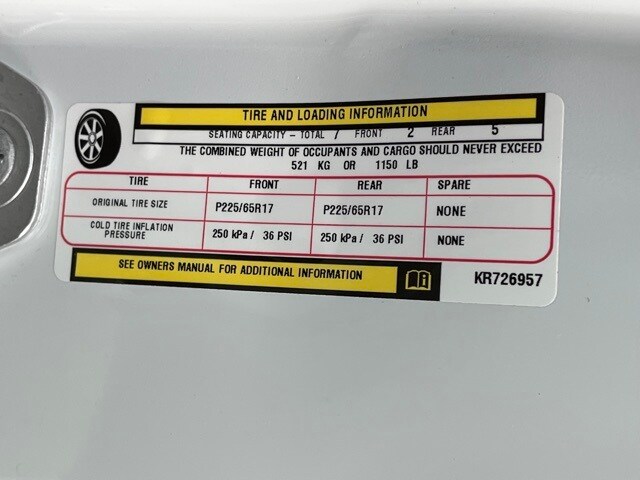 TIRE AND LOADING INFORMATION
SEATING CAPACITY - TOTAL 7 FRONT 2 REAR 5
THE COMBINED WEIGHT OF OCCUPANTS AND CARGO SHOULD NEVER EXCEED
521 KG OR 1150 LB
TIRE FRONT REAR SPARE
ORIGINAL TIRE SIZE P225/65R17 P225/65R17 NONE
COLD TIRE INFLATION PRESSURE 250 kPa / 36 PSI 250 kPa / 36 PSI NONE
SEE OWNERS MANUAL FOR ADDITIONAL INFORMATION
KR726957